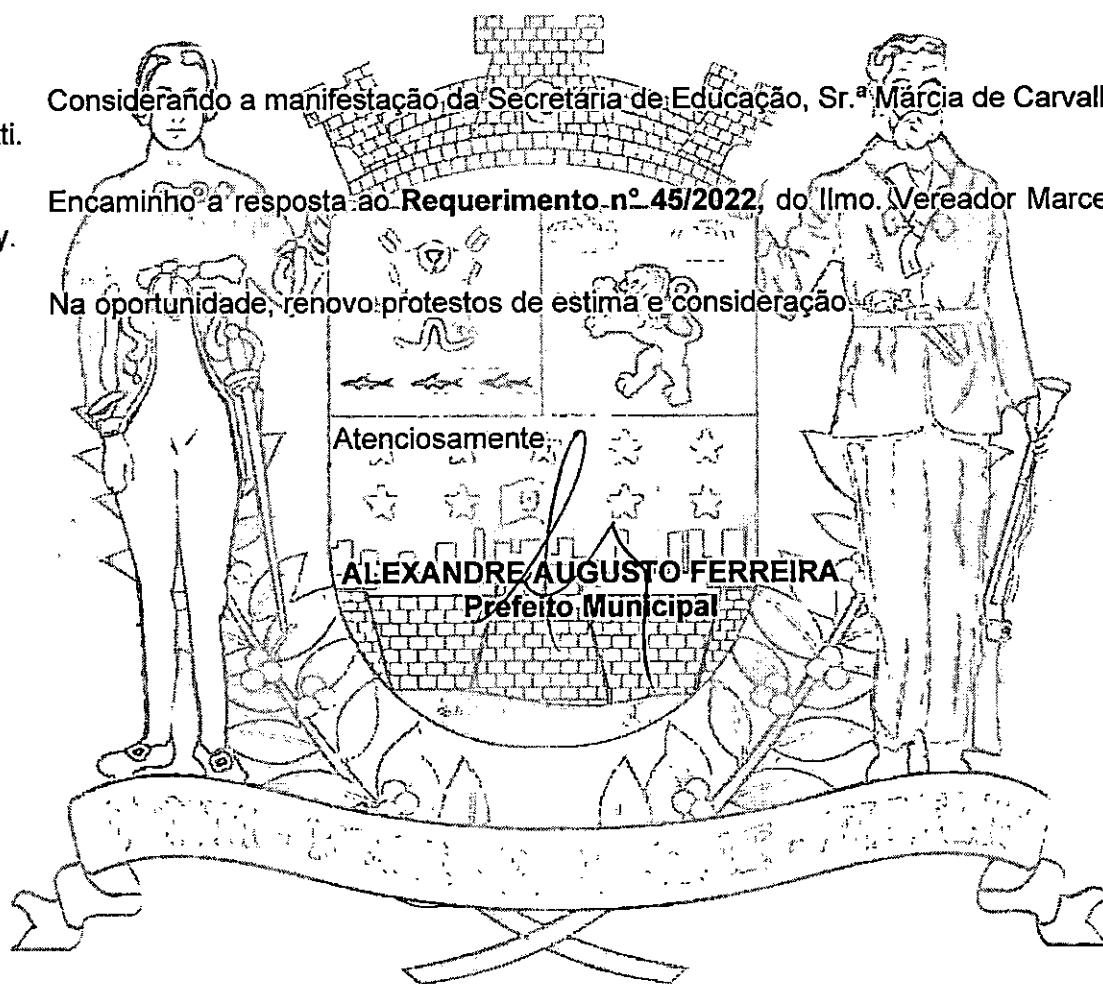 Considerando a manifestação da Secretária de Educação, Sr.ª Márcia de Carvall
ti.
Encaminho a resposta ao Requerimento nº 45/2022, do Ilmo. Vereador Marce
y.
Na oportunidade, renovo protestos de estima e consideração.
Atenciosamente,
ALEXANDRE AUGUSTO FERREIRA
Prefeito Municipal